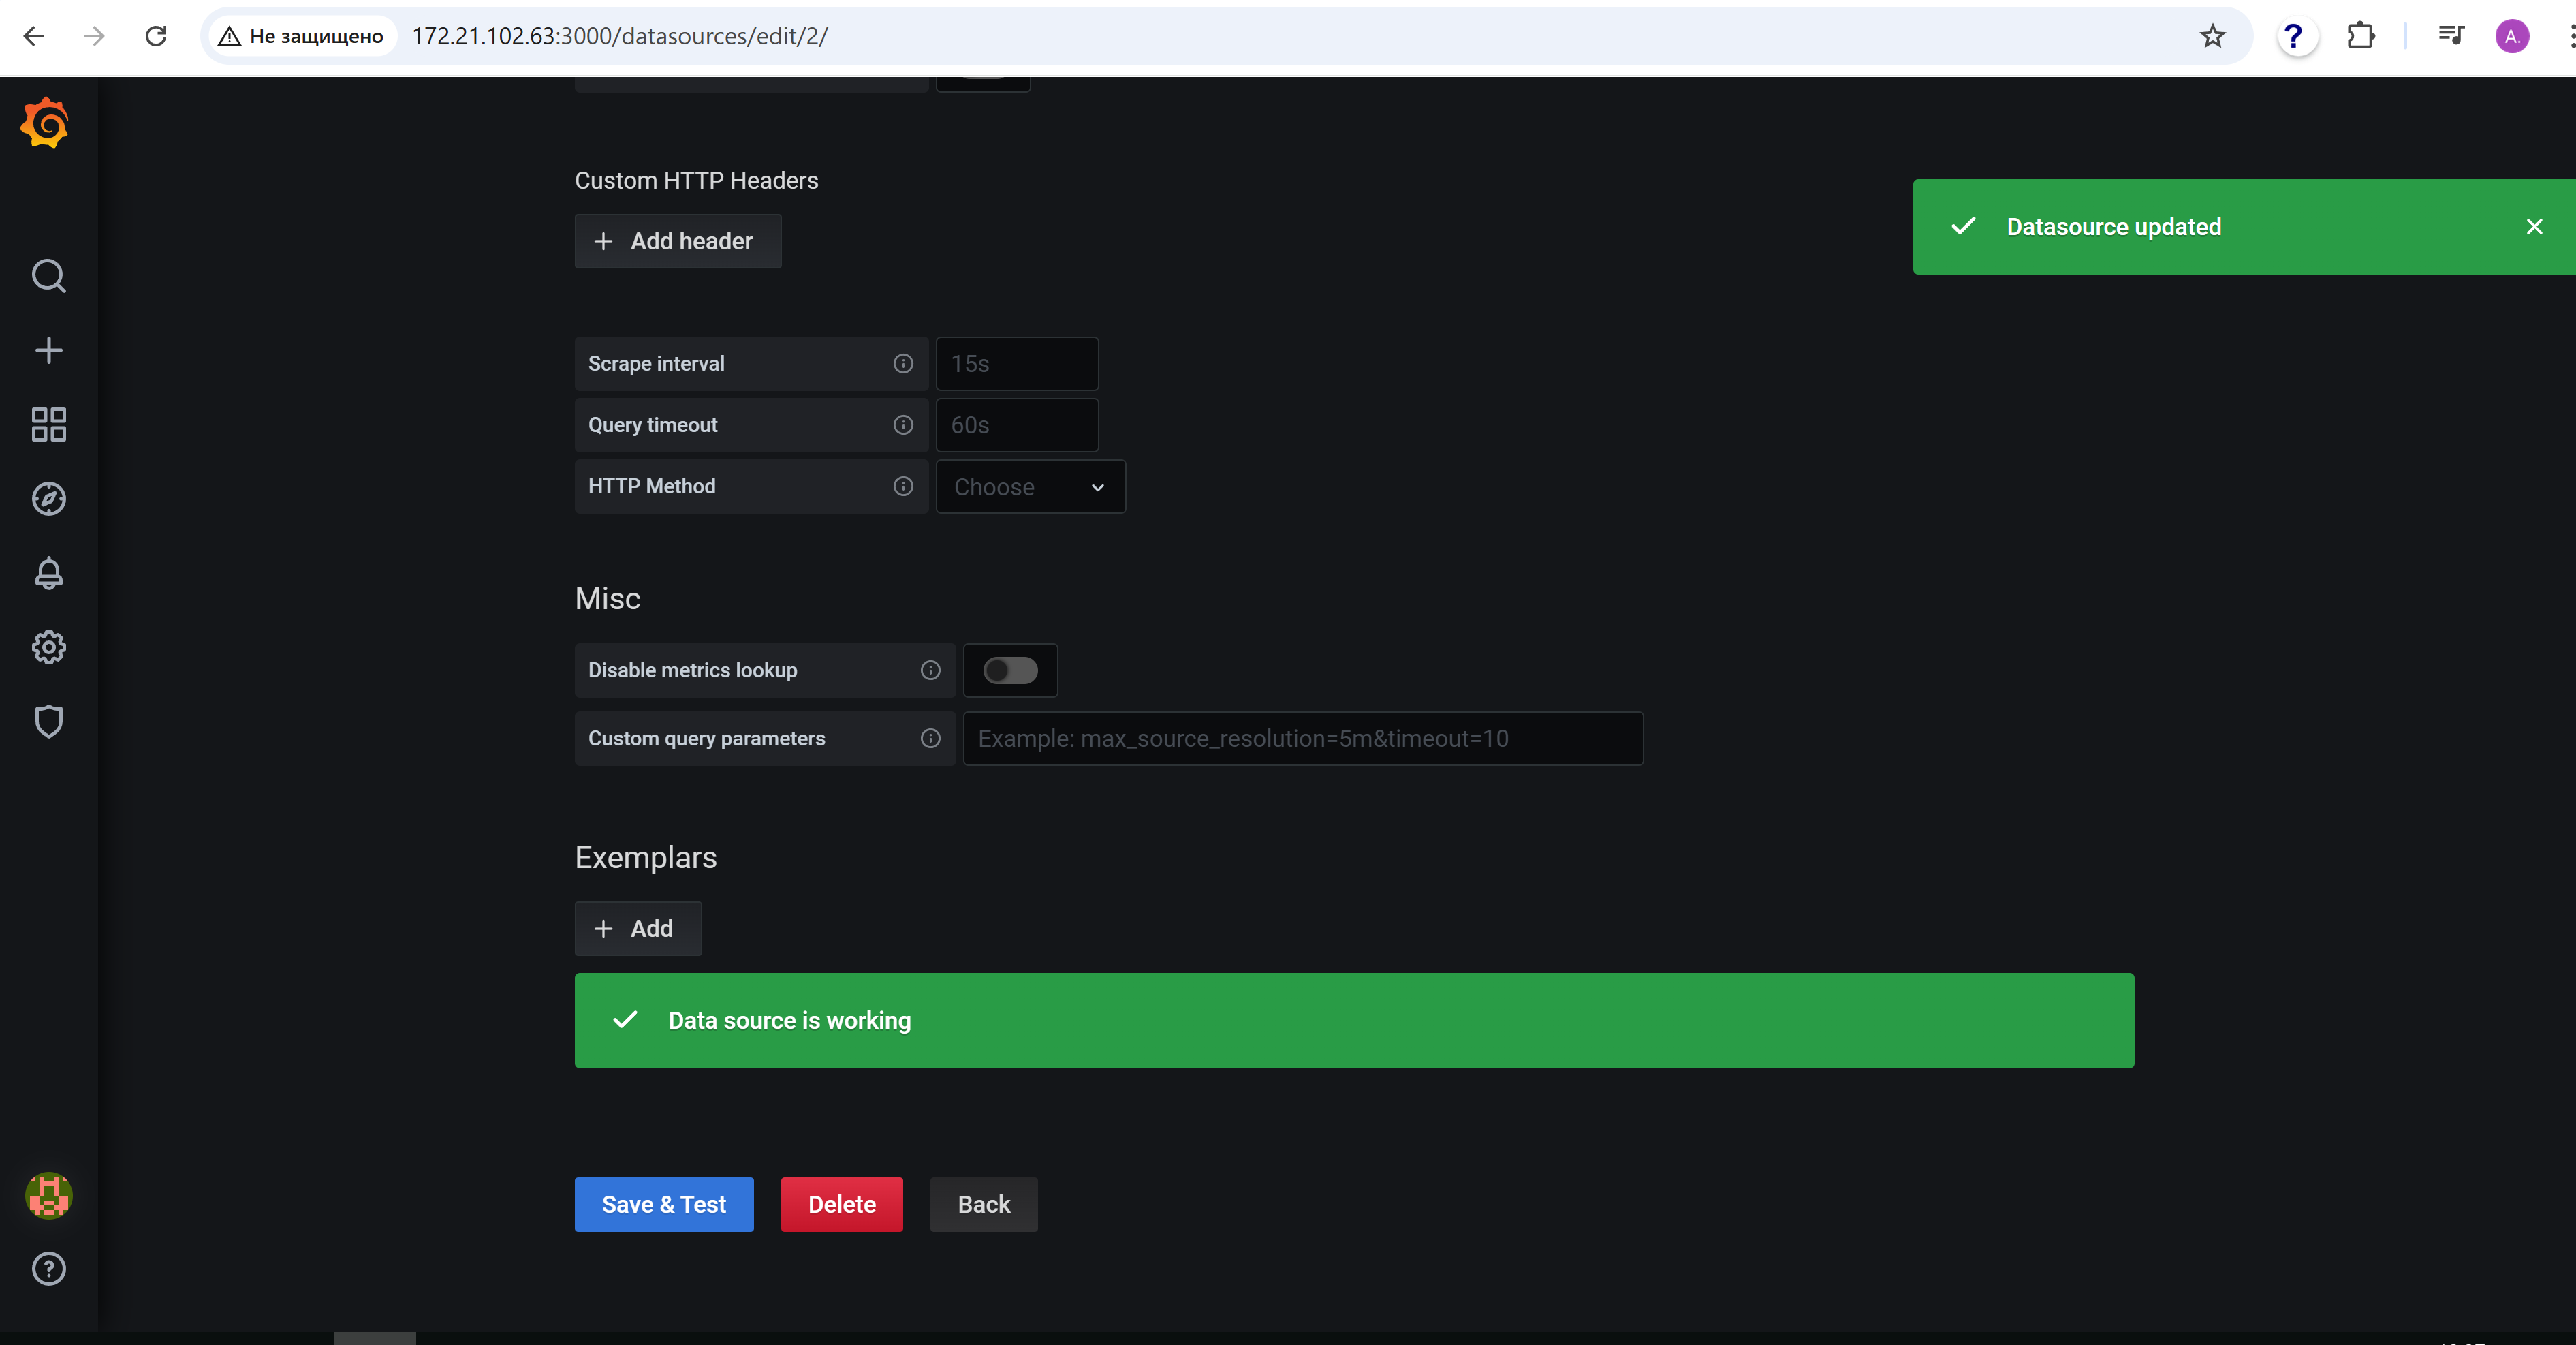 Не защищено
172.21.102.63:3000/datasources/edit/2/
?
A.
Custom HTTP Headers
Add header
Datasource updated
Scrape interval
15s
Query timeout
60s
HTTP Method
Choose
Misc
Disable metrics lookup
Custom query parameters
Example: max_source_resolution=5m&timeout=10
Exemplars
Add
Data source is working
Save & Test
Delete
Back